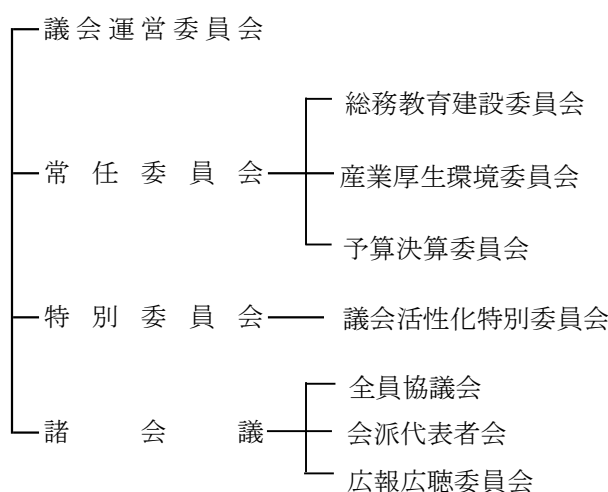 議会運営委員会
常任委員会
総務教育建設委員会
産業厚生環境委員会
予算決算委員会
特別委員会
議会活性化特別委員会
諸会議
全員協議会
会派代表者会
広報広聴委員会